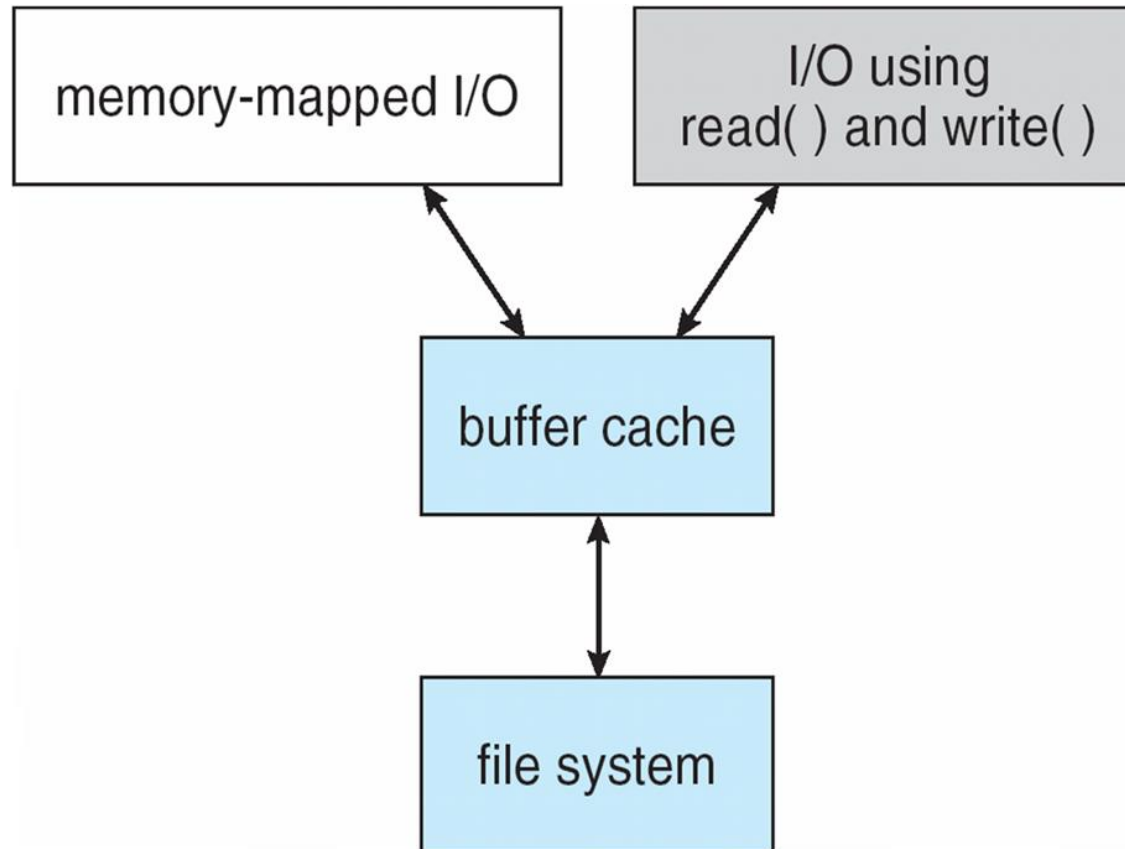 memory-mapped I/O
I/O using
read( ) and write( )
buffer cache
file system